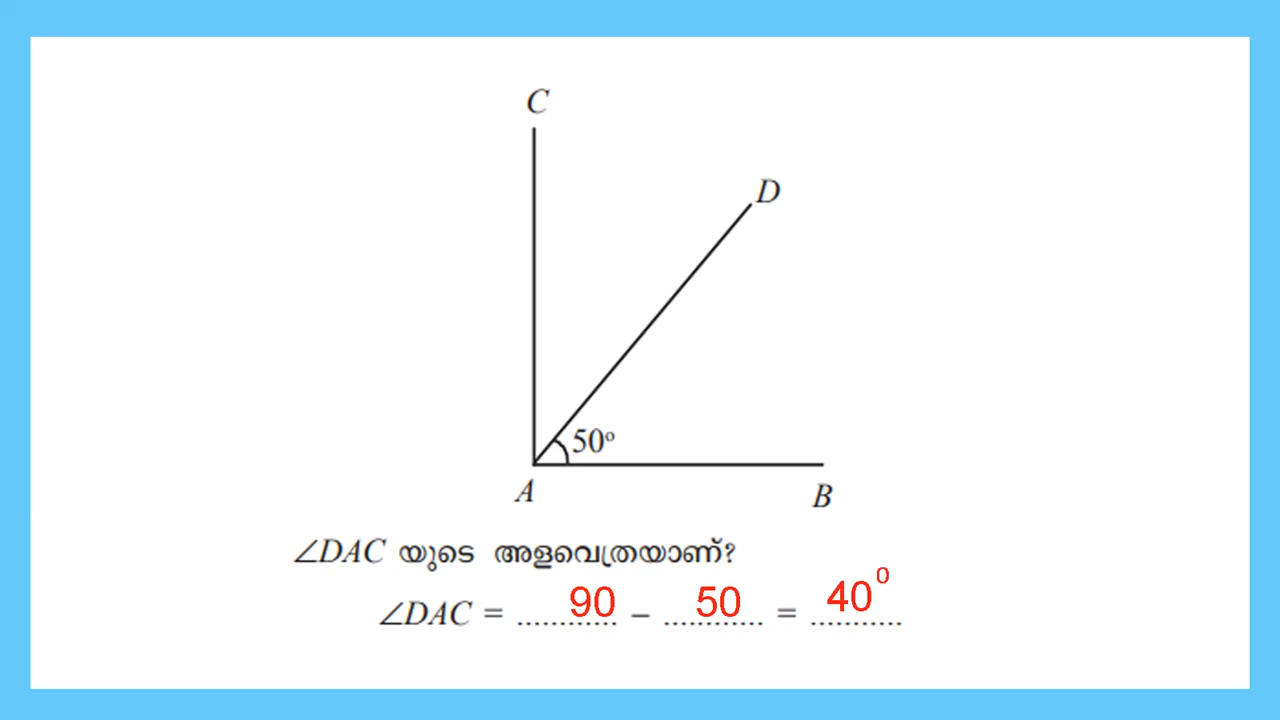 C
D
50°
A
B
∠DAC യുടെ അളവെത്രയാണ്?
∠DAC = ............ 90 – ............ 50 = ........... 40°